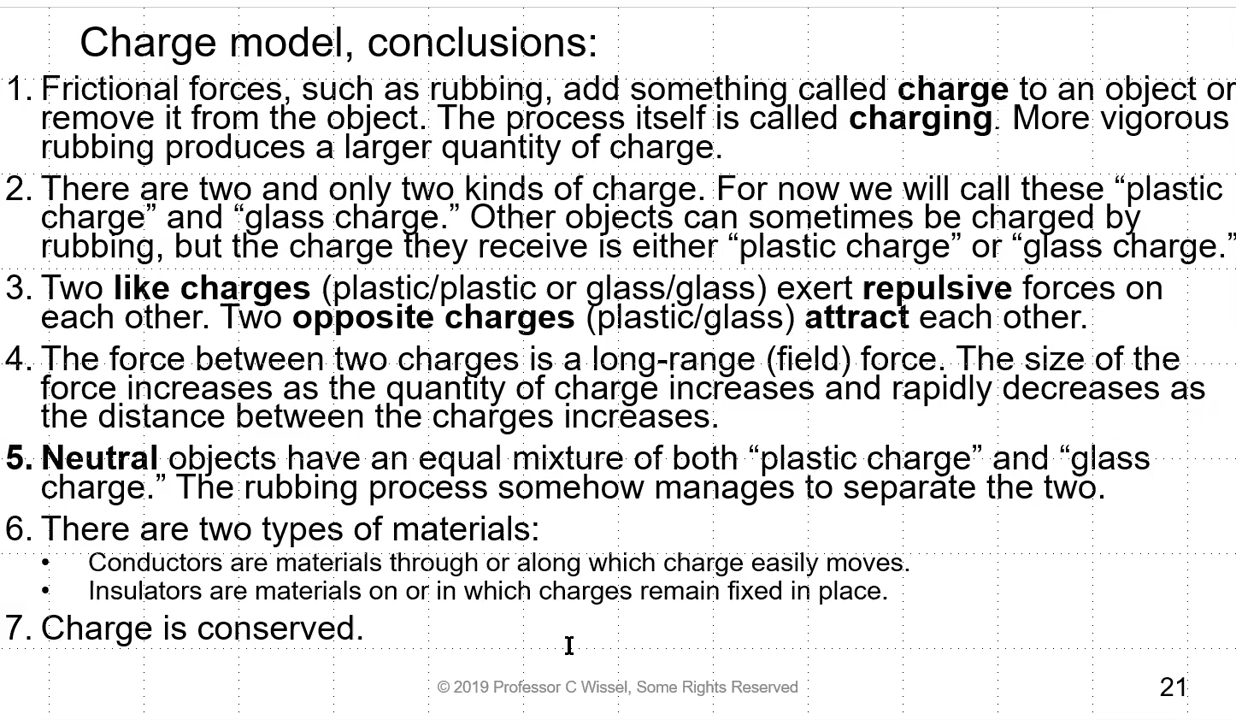 Charge model, conclusions:
1. Frictional forces, such as rubbing, add something called charge to an object or
remove it from the object. The process itself is called charging. More vigorous
rubbing produces a larger quantity of charge.
2. There are two and only two kinds of charge. For now we will call these “plastic
charge” and “glass charge.” Other objects can sometimes be charged by
rubbing, but the charge they receive is either “plastic charge” or “glass charge.”
3. Two like charges (plastic/plastic or glass/glass) exert repulsive forces on
each other. Two opposite charges (plastic/glass) attract each other.
4. The force between two charges is a long-range (field) force. The size of the
force increases as the quantity of charge increases and rapidly decreases as
the distance between the charges increases.
5. Neutral objects have an equal mixture of both “plastic charge” and “glass
charge.” The rubbing process somehow manages to separate the two.
6. There are two types of materials:
• Conductors are materials through or along which charge easily moves.
• Insulators are materials on or in which charges remain fixed in place.
7. Charge is conserved.
© 2019 Professor C Wissel, Some Rights Reserved
21